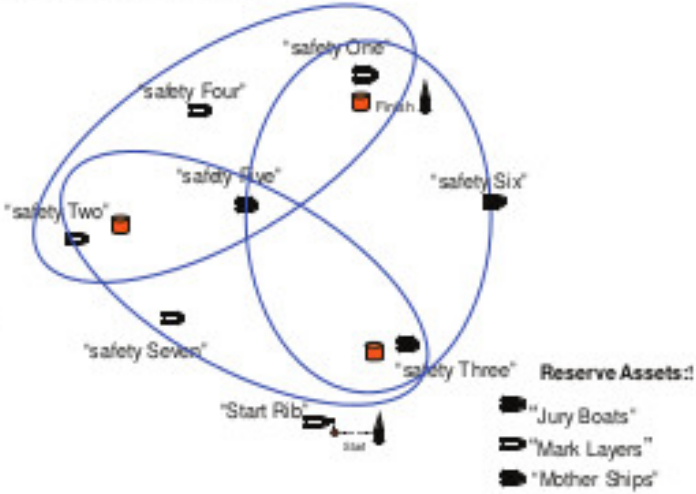 "safety One"
"safety Four"
Finish
"safety Five"
"safety Six"
"safety Two"
"safety Seven"
"safety Three"
"Start Rib"
Start
Reserve Assets:
"Jury Boats"
"Mark Layers"
"Mother Ships"